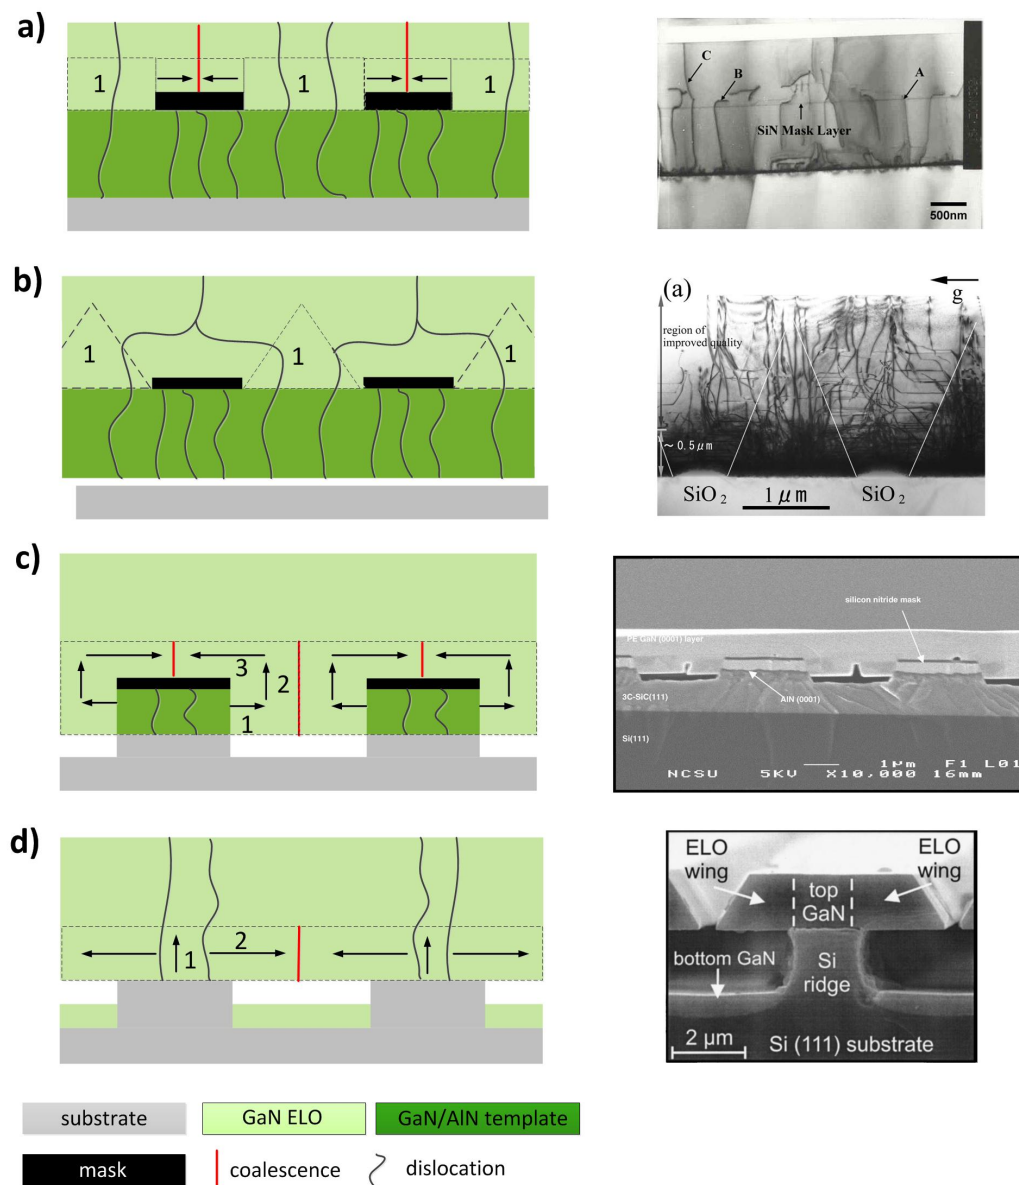 a)
1
1
1
C
B
A
SiN Mask Layer
500nm
b)
1
1
1
(a)
g
region of
improved quality
~ 0.5 μm
SiO2
1 μm
SiO2
c)
3
2
1
silicon nitride mask
PE GaN (0001) layer
3C-SiC(111)
AlN (0001)
Si(111)
1μm F1 L01
NCSU 5KV X10,000 16mm
d)
1
2
ELO
wing
ELO
wing
top
GaN
bottom GaN
Si
ridge
2 μm
Si (111) substrate
substrate
GaN ELO
GaN/AlN template
mask
coalescence
dislocation